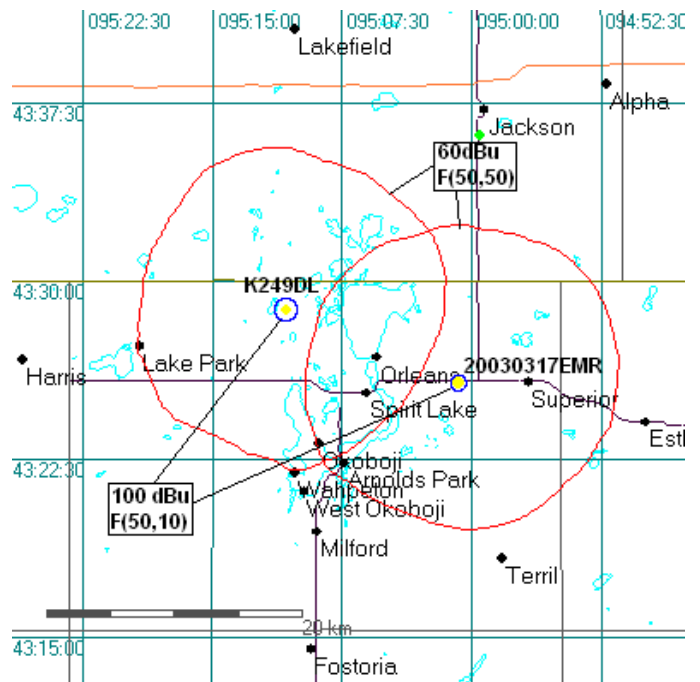 095:22:30
095:15:00
095:07:30
095:00:00
094:52:30
Lakefield
43:37:30
Alpha
Jackson
60dBu
F(50,50)
K249DL
43:30:00
Lake Park
Harris
Orleans
20030317EMR
Superior
Spirit Lake
Esth
43:22:30
Okoboji
Arnolds Park
Wahpeton
West Okoboji
100 dBu
F(50,10)
Milford
Terril
20 km
43:15:00
Fostoria